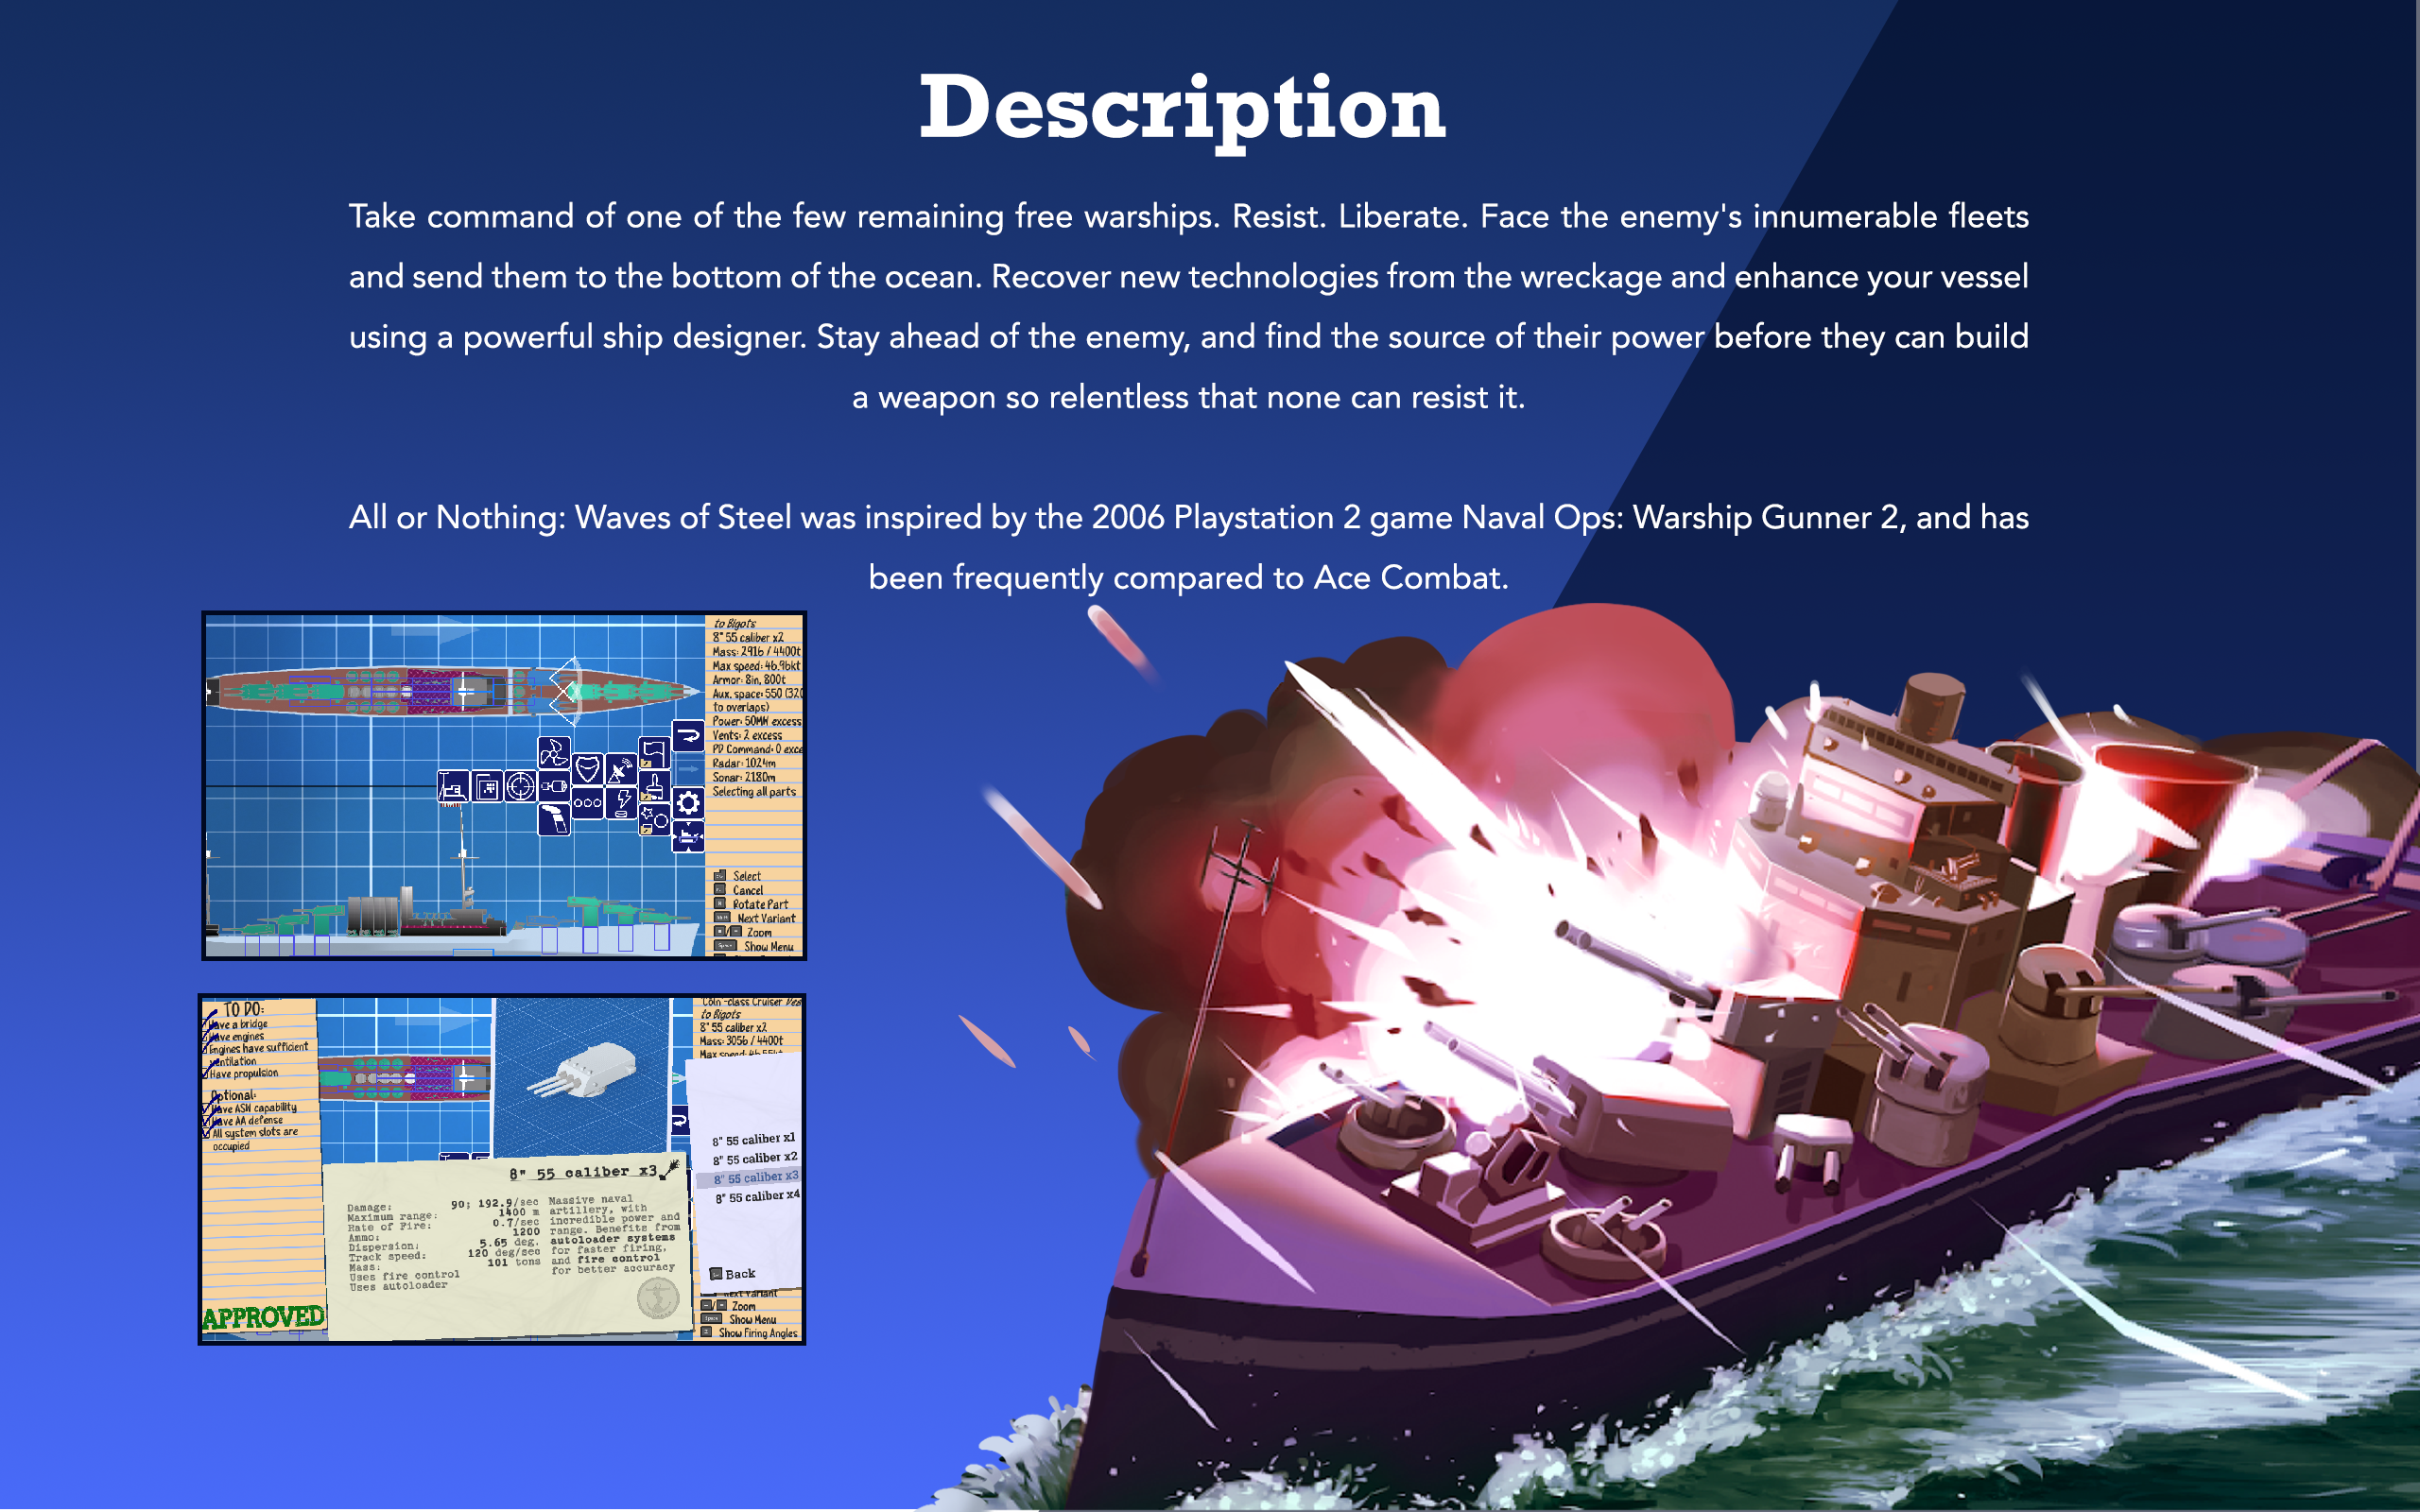 Description
Take command of one of the few remaining free warships. Resist. Liberate. Face the enemy's innumerable fleets
and send them to the bottom of the ocean. Recover new technologies from the wreckage and enhance your vessel
using a powerful ship designer. Stay ahead of the enemy, and find the source of their power before they can build
a weapon so relentless that none can resist it.
All or Nothing: Waves of Steel was inspired by the 2006 Playstation 2 game Naval Ops: Warship Gunner 2, and has
been frequently compared to Ace Combat.
to Bigots
8" 55 caliber x2
Mass: 2916 / 4400t
Max speed: 46.96kt
Armor: 8in, 800t
Aux. space: 550 (320
to overlaps)
Power: 50MW excess
Vents: 2 excess
PD Command: 0 exce
Radar: 1024m
Sonar: 2180m
Selecting all parts
Select
Cancel
Rotate Part
Next Variant
Zoom
Show Menu
TO DO:
Have a bridge
Have engines
Engines have sufficient
ventilation
Have propulsion
Optional:
Have ASW capability
Have AA defense
All system slots are
occupied
APPROVED
-class Cruiser
to Bigots
8" 55 caliber x2
Mass: 3056 / 4400t
Max speed:
8" 55 caliber x1
8" 55 caliber x2
8" 55 caliber x3
8" 55 caliber x4
Back
8" 55 caliber x3
Damage: 90; 192.9/sec
Maximum range: 1400 m
Rate of Fire: 0.7/sec
Ammo: 1200
Dispersion: 5.65 deg.
Track speed: 120 deg/sec
Mass: 101 tons
Uses fire control
Uses autoloader
Massive naval
artillery, with
incredible power and
range. Benefits from
autoloader systems
for faster firing,
and fire control
for better accuracy
Next Variant
Zoom
Show Menu
Show Firing Angles